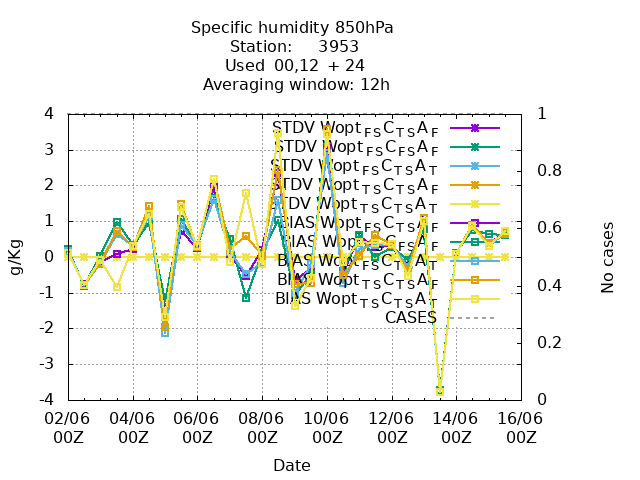 Specific humidity 850hPa
Station: 3953
Used 00,12 + 24
Averaging window: 12h
g/Kg
No cases
4
3
2
1
0
-1
-2
-3
-4
1
0.8
0.6
0.4
0.2
0
STDV Wopt FS C TS A F
STDV Wopt FS C FS A F
STDV Wopt FS C TS A T
STDV Wopt TS C TS A F
STDV Wopt TS C TS A T
BIAS Wopt FS C TS A F
BIAS Wopt FS C FS A F
BIAS Wopt FS C TS A T
BIAS Wopt TS C TS A F
BIAS Wopt TS C TS A T
CASES
02/06 04/06 06/06 08/06 10/06 12/06 14/06 16/06
00Z 00Z 00Z 00Z 00Z 00Z 00Z 00Z
Date